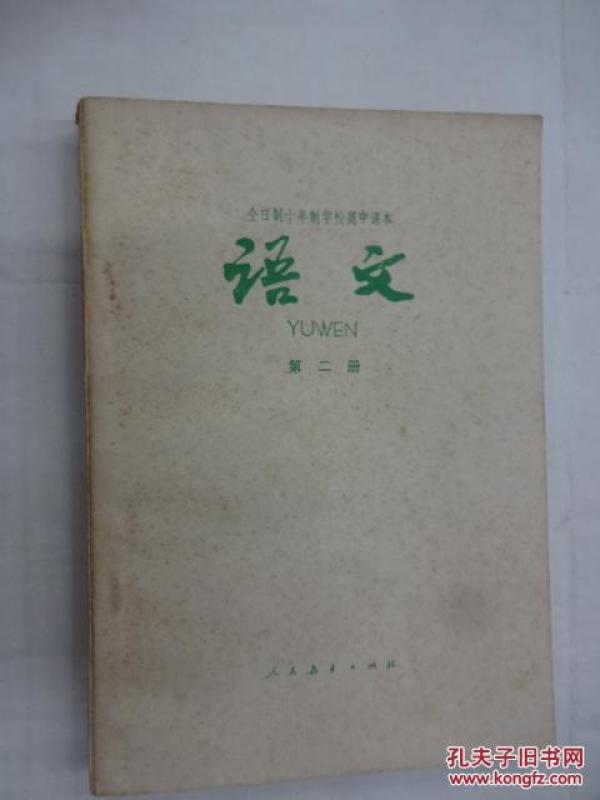 全日制十年制学校高中课本
语文
YUWEN
第二册
人民教育出版社
孔夫子旧书网
www.kongfz.com